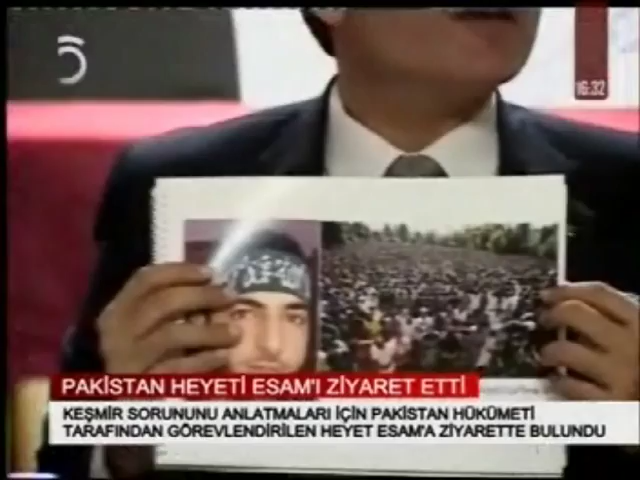 5
16:32
PAKİSTAN HEYETİ ESAM'I ZİYARET ETTİ
KEŞMİR SORUNUNU ANLATMALARI İÇİN PAKİSTAN HÜKÜMETİ
TARAFINDAN GÖREVLENDİRİLEN HEYET ESAM'A ZİYARETTE BULUNDU